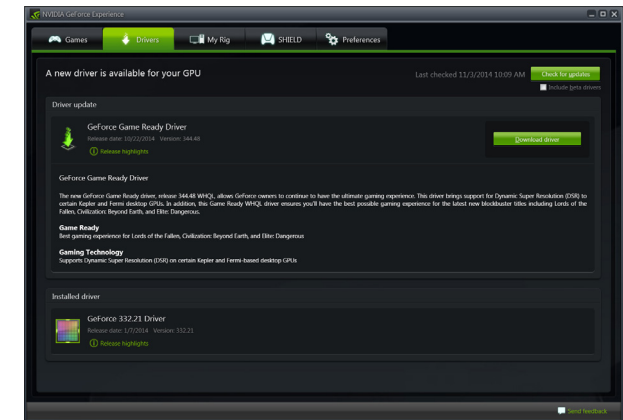 NVIDIA GeForce Experience
Games
Drivers
My Rig
SHIELD
Preferences
A new driver is available for your GPU
Last checked 11/3/2014 10:09 AM
Check for updates
Include beta drivers
Driver update
GeForce Game Ready Driver
Release date: 10/22/2014 Version: 344.48
Release highlights
Download driver
GeForce Game Ready Driver
The new GeForce Game Ready driver, release 344.48 WHQL, allows GeForce owners to continue to have the ultimate gaming experience. This driver brings support for Dynamic Super Resolution (DSR) to
certain Kepler and Fermi desktop GPUs. In addition, this Game Ready WHQL driver ensures you'll have the best possible gaming experience for the latest new blockbuster titles including Lords of the
Fallen, Civilization: Beyond Earth, and Elite: Dangerous.
Game Ready
Best gaming experience for Lords of the Fallen, Civilization: Beyond Earth, and Elite: Dangerous
Gaming Technology
Supports Dynamic Super Resolution (DSR) on certain Kepler and Fermi-based desktop GPUs
Installed driver
GeForce 332.21 Driver
Release date: 1/7/2014 Version: 332.21
Release highlights
Send feedback